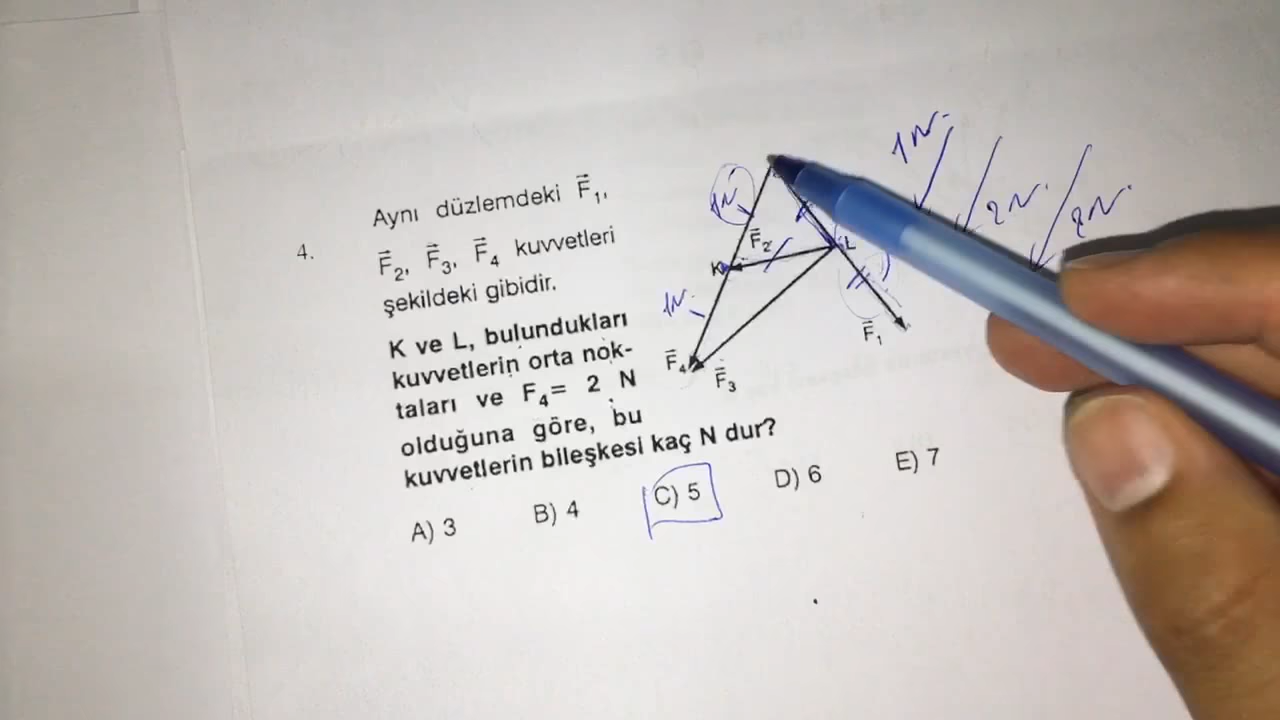 4.
Aynı düzlemdeki F⃗₁,
F⃗₂, F⃗₃, F⃗₄ kuvvetleri
şekildeki gibidir.
K ve L, bulundukları
kuvvetlerin orta nok-
taları ve F₄= 2 N
olduğuna göre, bu
kuvvetlerin bileşkesi kaç N dur?
A) 3 B) 4 C) 5 D) 6 E) 7
1N
F⃗₂
K
L
1N
F⃗₄
F⃗₃
F⃗₁
1N.
2N.
2N.